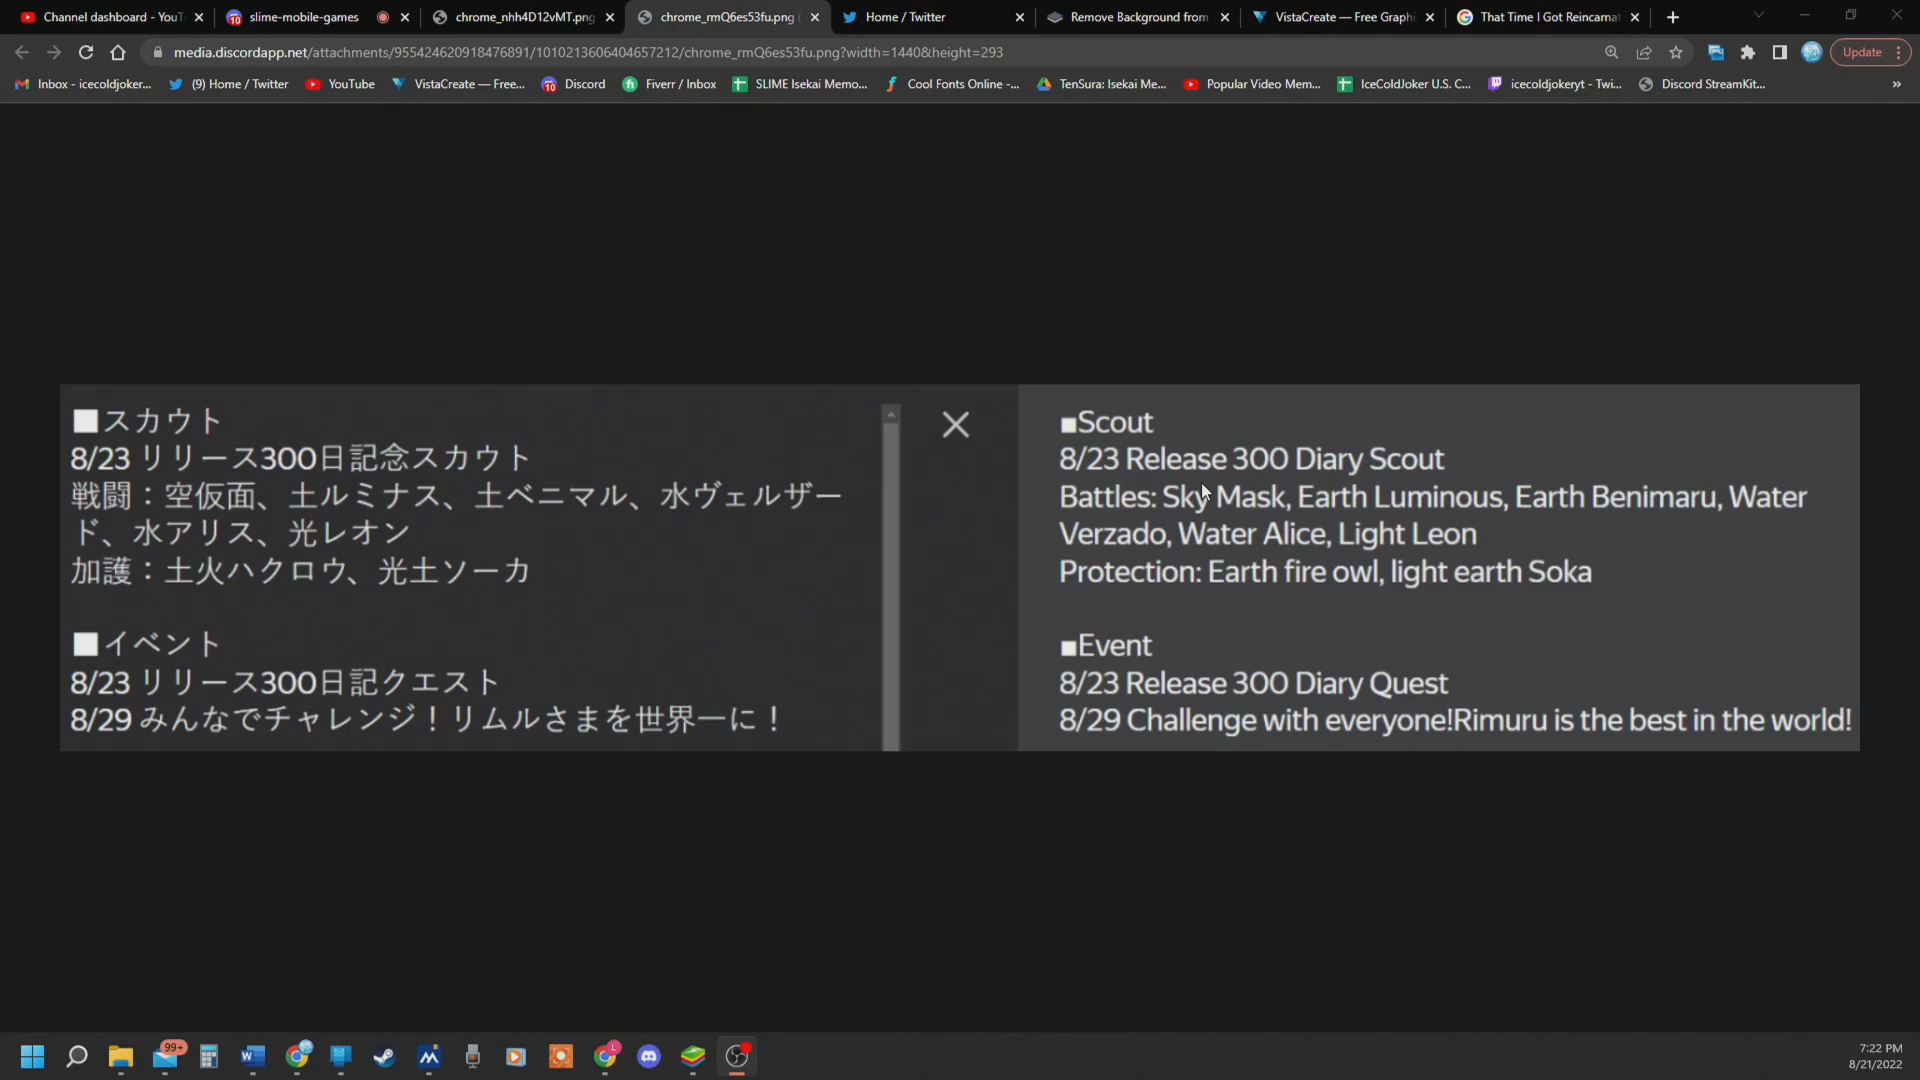 Channel dashboard - YouT
slime-mobile-games
chrome_nhh4D12vMT.png
chrome_rmQ6es53fu.png (
Home / Twitter
Remove Background from
VistaCreate — Free Graphi
That Time I Got Reincarnat
media.discordapp.net/attachments/955424620918476891/1010213606404657212/chrome_rmQ6es53fu.png?width=1440&height=293
Update
Inbox - icecoldjoker...
(9) Home / Twitter
YouTube
VistaCreate — Free...
Discord
Fiverr / Inbox
SLIME Isekai Memo...
Cool Fonts Online -...
TenSura: Isekai Me...
Popular Video Mem...
IceColdJoker U.S. C...
icecoldjokeryt - Twi...
Discord StreamKit...
■スカウト
8/23 リリース300日記念スカウト
戦闘：空仮面、土ルミナス、土ベニマル、水ヴェルザー
ド、水アリス、光レオン
加護：土火ハクロウ、光土ソーカ
■イベント
8/23 リリース300日記クエスト
8/29 みんなでチャレンジ！リムルさまを世界一に！
■Scout
8/23 Release 300 Diary Scout
Battles: Sky Mask, Earth Luminous, Earth Benimaru, Water
Verzado, Water Alice, Light Leon
Protection: Earth fire owl, light earth Soka
■Event
8/23 Release 300 Diary Quest
8/29 Challenge with everyone!Rimuru is the best in the world!
99+
7:22 PM
8/21/2022